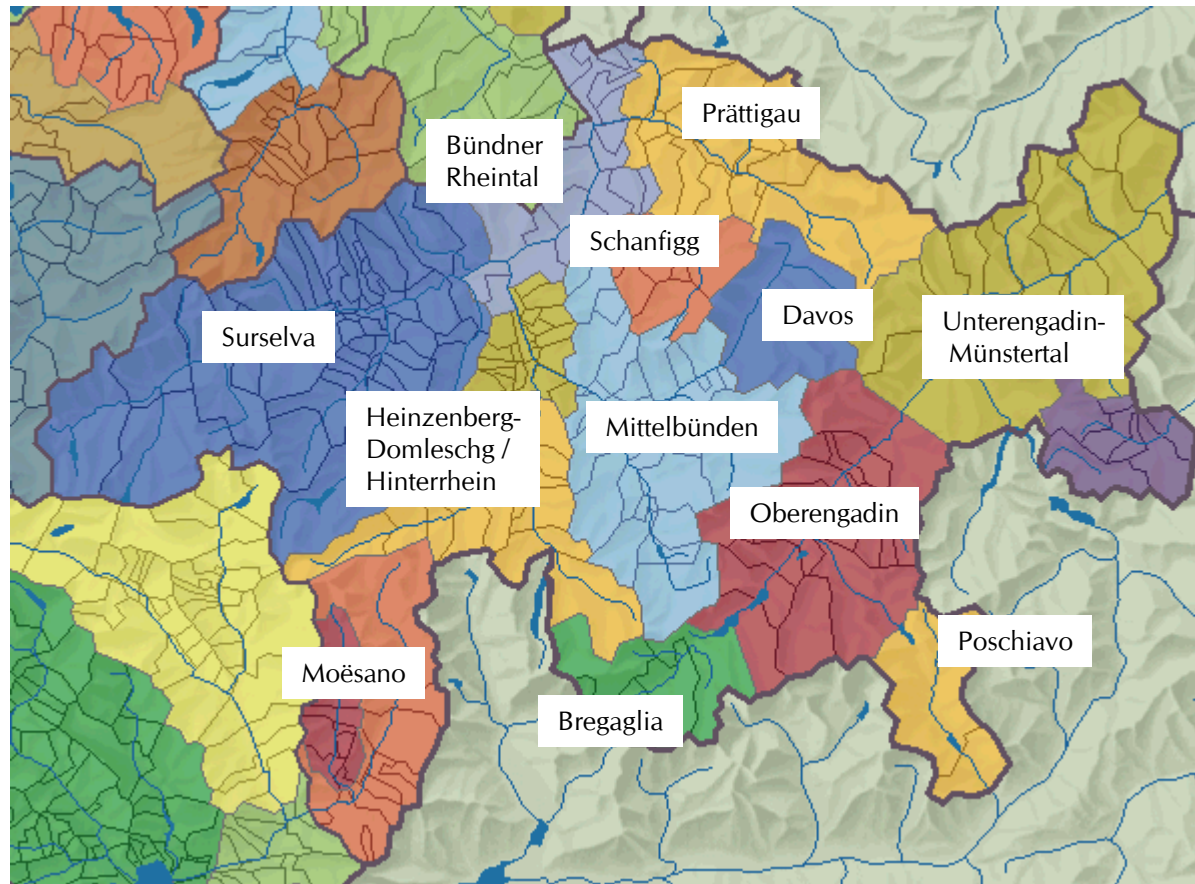 Prättigau
Bündner
Rheintal
Schanfigg
Surselva
Davos
Unterengadin-
Münstertal
Heinzenberg-
Domleschg /
Hinterrhein
Mittelbünden
Oberengadin
Poschiavo
Moësano
Bregaglia